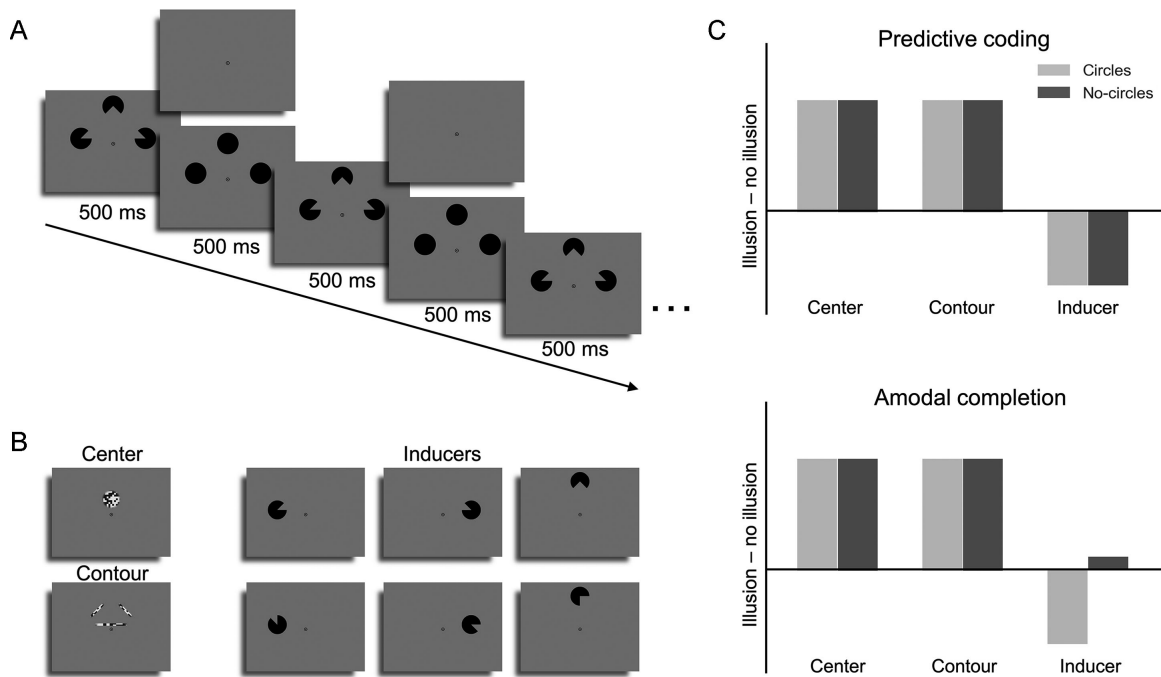 A
500 ms
500 ms
500 ms
500 ms
500 ms
...
B
Center
Inducers
Contour
C
Predictive coding
Circles
No-circles
Illusion – no illusion
Center
Contour
Inducer
Amodal completion
Illusion – no illusion
Center
Contour
Inducer